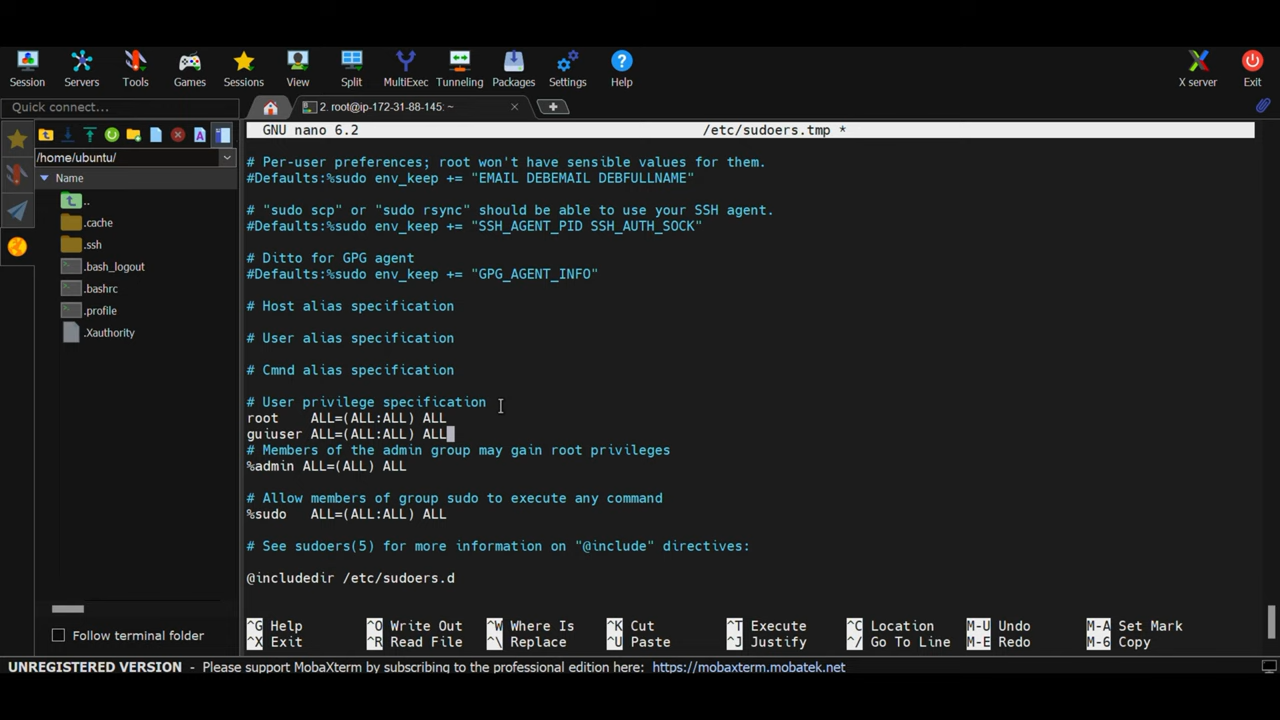 Session
Servers
Tools
Games
Sessions
View
Split
MultiExec
Tunneling
Packages
Settings
Help
X server
Exit
Quick connect...
2. root@ip-172-31-88-145: ~
/home/ubuntu/
Name
..
.cache
.ssh
.bash_logout
.bashrc
.profile
.Xauthority
Follow terminal folder
GNU nano 6.2 /etc/sudoers.tmp *
# Per-user preferences; root won't have sensible values for them.
#Defaults:%sudo env_keep += "EMAIL DEBEMAIL DEBFULLNAME"
# "sudo scp" or "sudo rsync" should be able to use your SSH agent.
#Defaults:%sudo env_keep += "SSH_AGENT_PID SSH_AUTH_SOCK"
# Ditto for GPG agent
#Defaults:%sudo env_keep += "GPG_AGENT_INFO"
# Host alias specification
# User alias specification
# Cmnd alias specification
# User privilege specification
root ALL=(ALL:ALL) ALL
guiuser ALL=(ALL:ALL) ALL
# Members of the admin group may gain root privileges
%admin ALL=(ALL) ALL
# Allow members of group sudo to execute any command
%sudo ALL=(ALL:ALL) ALL
# See sudoers(5) for more information on "@include" directives:
@includedir /etc/sudoers.d
^G Help ^O Write Out ^W Where Is ^K Cut ^T Execute ^C Location M-U Undo M-A Set Mark
^X Exit ^R Read File ^\ Replace ^U Paste ^J Justify ^/ Go To Line M-E Redo M-6 Copy
UNREGISTERED VERSION - Please support MobaXterm by subscribing to the professional edition here: https://mobaxterm.mobatek.net